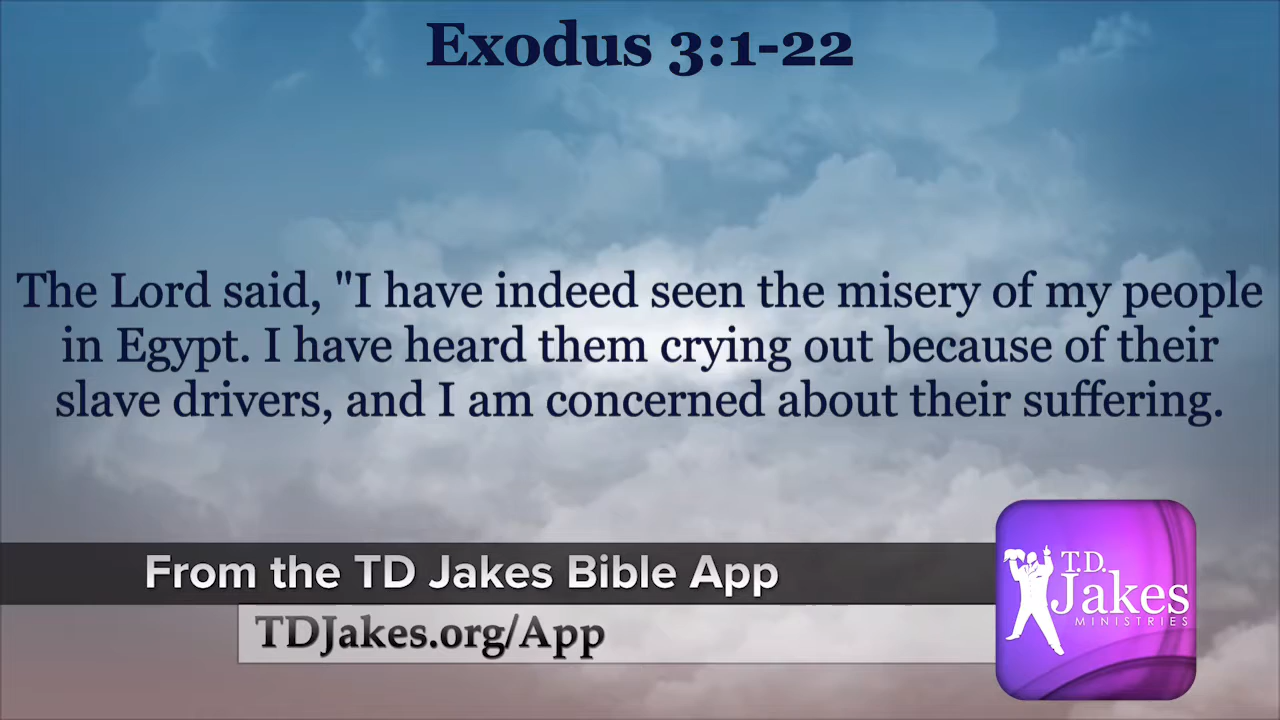 Exodus 3:1-22
The Lord said, "I have indeed seen the misery of my people
in Egypt. I have heard them crying out because of their
slave drivers, and I am concerned about their suffering.
From the TD Jakes Bible App
TDJakes.org/App
T.D.
Jakes
MINISTRIES